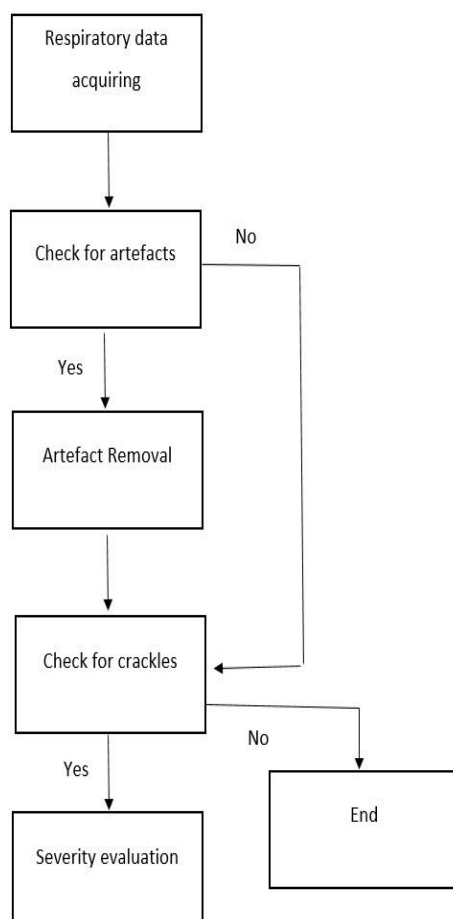 Respiratory data
acquiring
Check for artefacts
No
Yes
Artefact Removal
Check for crackles
No
Yes
End
Severity evaluation